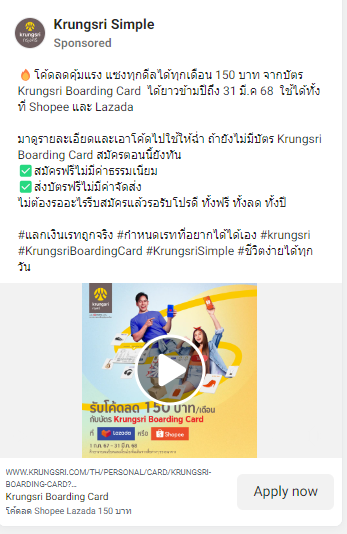 Krungsri Simple
Sponsored
krungsri
กรุงศรี
🔥 โค้ดลดคุ้มแรง แซงทุกดีลได้ทุกเดือน 150 บาท จากบัตร
Krungsri Boarding Card ได้ยาวข้ามปีถึง 31 มี.ค 68 ใช้ได้ทั้ง
ที่ Shopee และ Lazada
มาดูรายละเอียดและเอาโค้ดไปใช้ให้ฉ่ำ ถ้ายังไม่มีบัตร Krungsri
Boarding Card สมัครตอนนี้ยังทัน
✅ สมัครฟรีไม่มีค่าธรรมเนียม
✅ ส่งบัตรฟรีไม่มีค่าจัดส่ง
ไม่ต้องรออะไรรีบสมัครแล้วรอรับโปรดี๊ ทั้งฟรี ทั้งลด ทั้งปี
#แลกเงินเรทถูกจริง #กำหนดเรทที่อยากได้ได้เอง #krungsri
#KrungsriBoardingCard #KrungsriSimple #ชีวิตง่ายได้ทุก
วัน
krungsri
รับโค้ดลด 150 บาท/เดือน
กับบัตร Krungsri Boarding Card
ที่ Lazada หรือ Shopee
1 ก.ค. 67 - 31 มี.ค. 68
WWW.KRUNGSRI.COM/TH/PERSONAL/CARD/KRUNGSRI-
BOARDING-CARD?...
Krungsri Boarding Card
โค้ดลด Shopee Lazada 150 บาท
Apply now